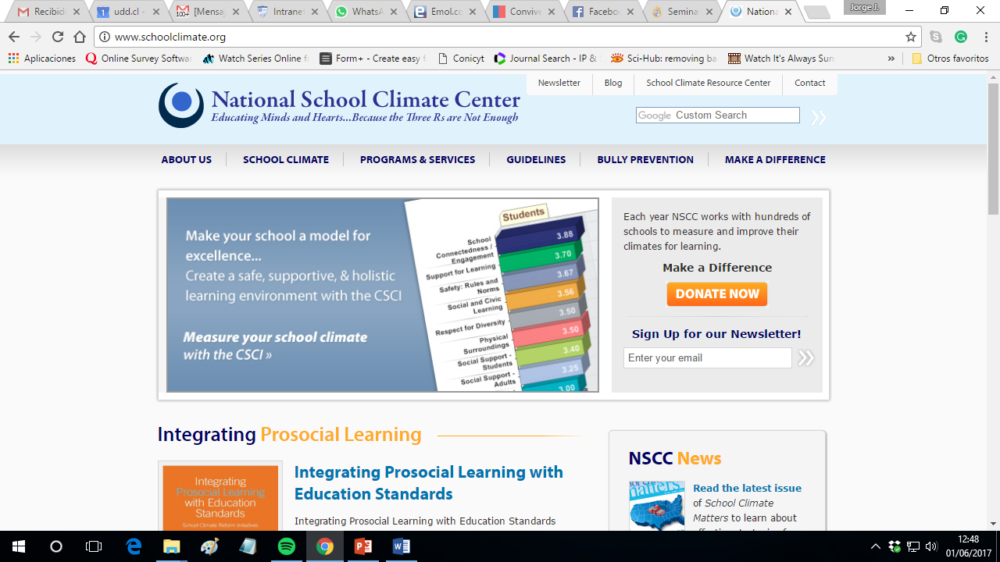 Recibid
udd.cl -
[Mensaj
Intranet
WhatsA
Emol.cc
Convive
Facebo
Semina
Nationa
Jorge J.
www.schoolclimate.org
Aplicaciones
Online Survey Softwa
Watch Series Online f
Form+ - Create easy f
Conicyt
Journal Search - IP &
Sci-Hub: removing ba
Watch It's Always Sun
»
Otros favoritos
National School Climate Center
Educating Minds and Hearts...Because the Three Rs are Not Enough
Newsletter
Blog
School Climate Resource Center
Contact
Google Custom Search
ABOUT US
SCHOOL CLIMATE
PROGRAMS & SERVICES
GUIDELINES
BULLY PREVENTION
MAKE A DIFFERENCE
Make your school a model for
excellence...
Create a safe, supportive, & holistic
learning environment with the CSCI
Measure your school climate
with the CSCI »
Students
School
Connectedness /
Engagement
3.88
Support for Learning
3.70
Safety: Rules and
Norms
3.67
Social and Civic
Learning
3.56
Respect for Diversity
3.50
Physical
Surroundings
3.50
Social Support -
Students
3.40
Social Support -
Adults
3.25
3.00
Each year NSCC works with hundreds of
schools to measure and improve their
climates for learning.
Make a Difference
DONATE NOW
Sign Up for our Newsletter!
Enter your email
Integrating Prosocial Learning
Integrating
Prosocial Learning
with Education
Standards
School Climate Reform Initiatives
Integrating Prosocial Learning with
Education Standards
Integrating Prosocial Learning with Education Standards
NSCC News
matters
Read the latest issue
of School Climate
Matters to learn about
12:48
01/06/2017